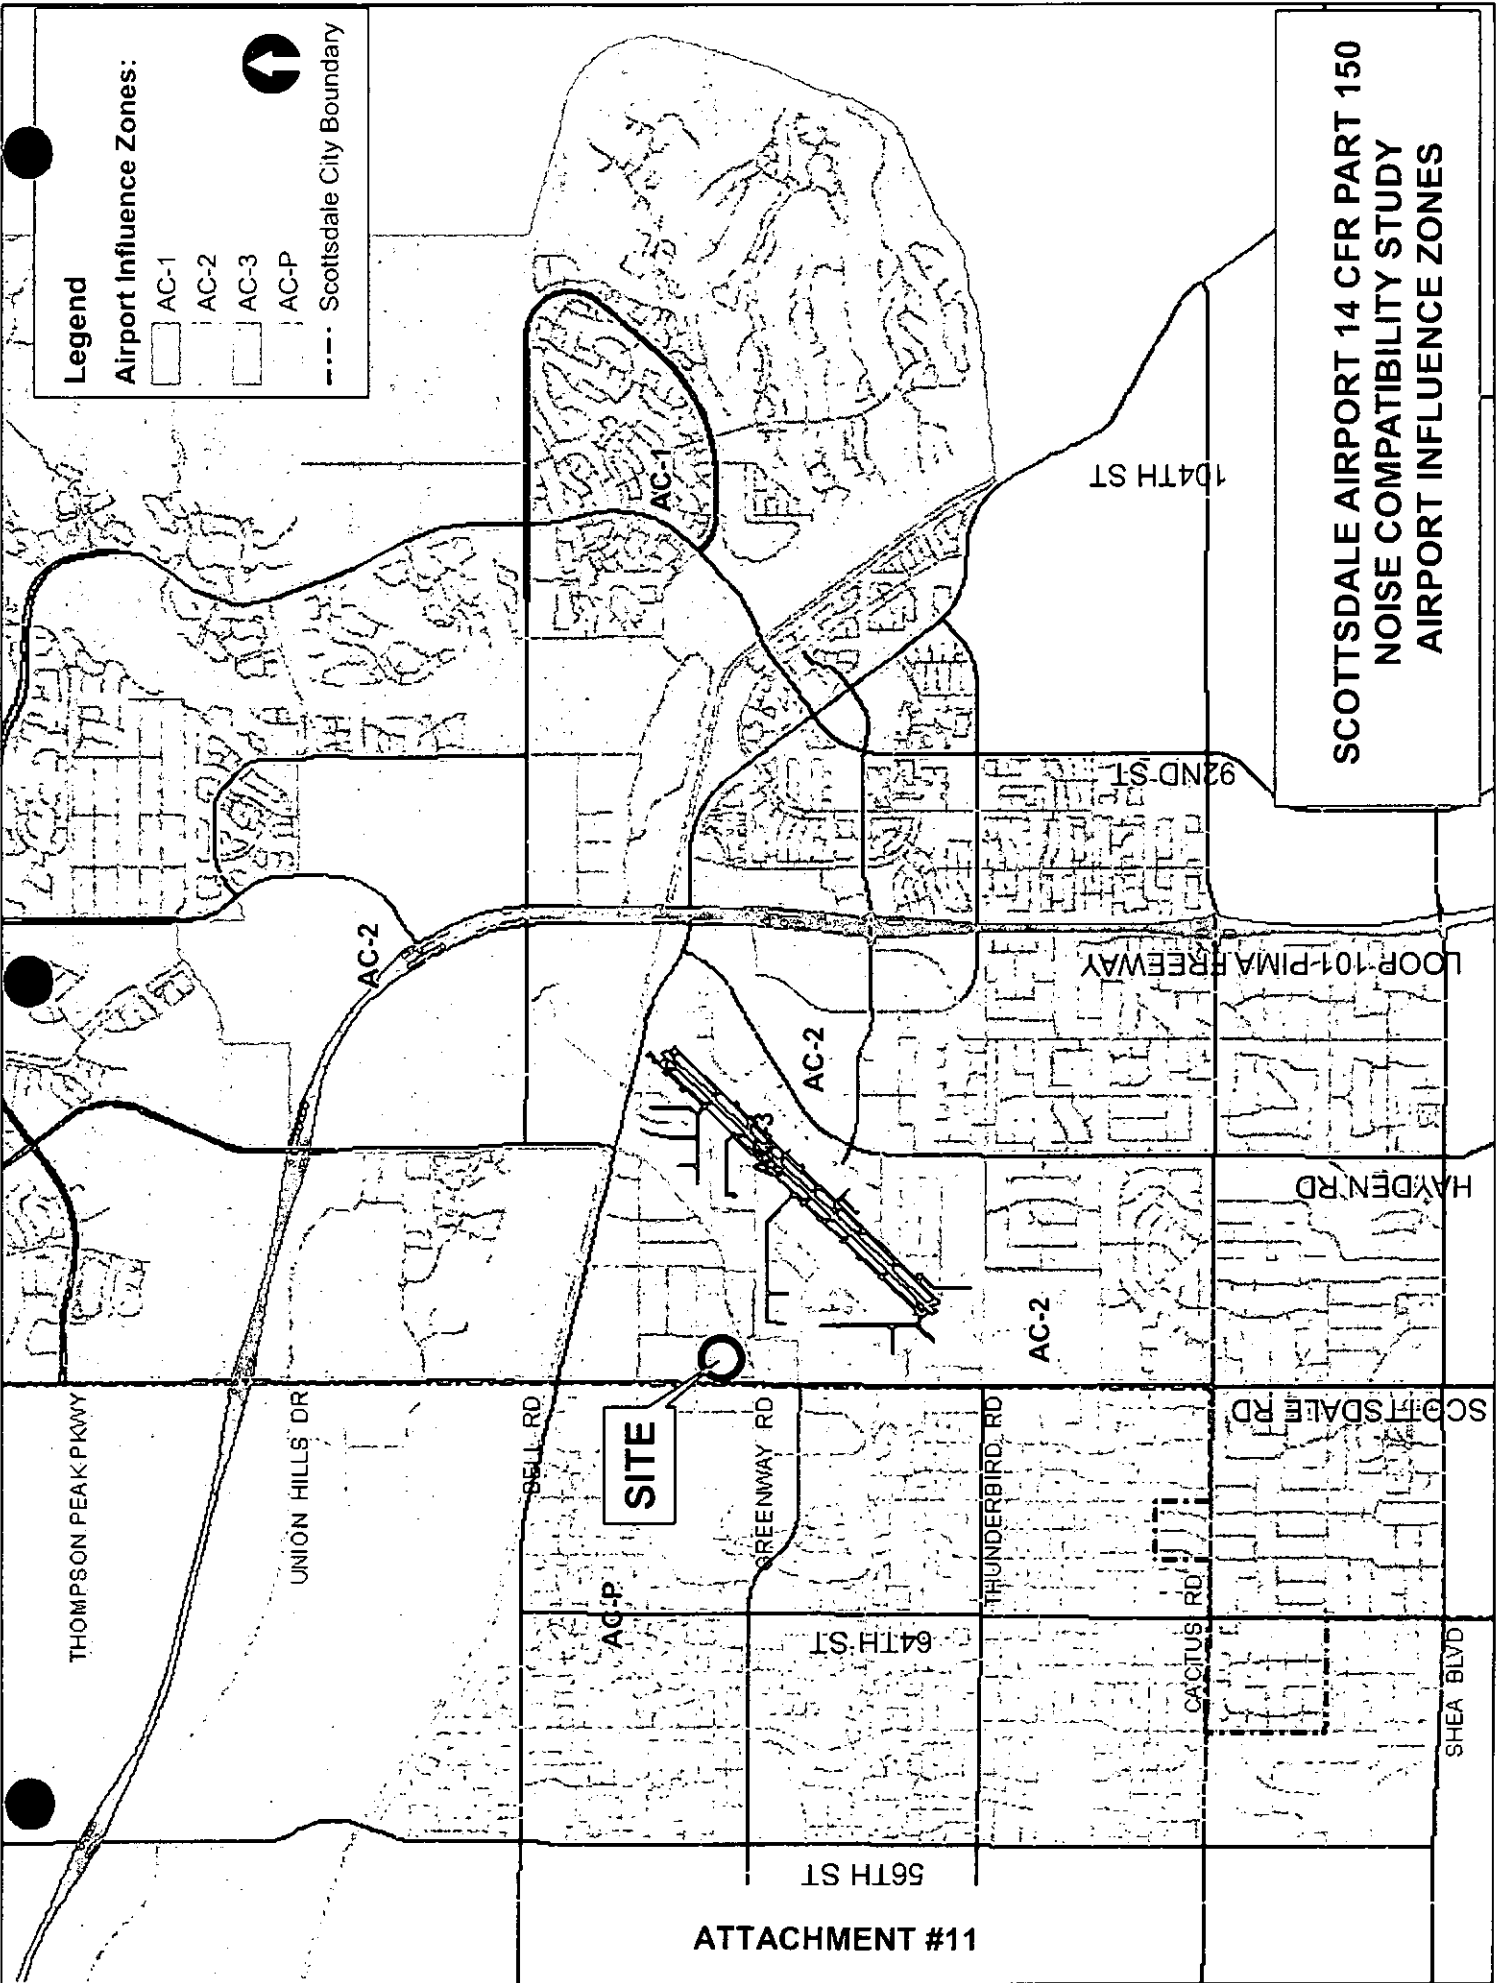 Legend
Airport Influence Zones:
AC-1
AC-2
AC-3
AC-P
Scottsdale City Boundary
SCOTTSDALE AIRPORT 14 CFR PART 150
NOISE COMPATIBILITY STUDY
AIRPORT INFLUENCE ZONES
THOMPSON PEAK PKWY
UNION HILLS DR
BELL RD
SITE
GREENWAY RD
THUNDERBIRD RD
CACTUS RD
SHEA BLVD
56TH ST
64TH ST
SCOTTSDALE RD
HAYDEN RD
LOOP 101-PIMA FREEWAY
92ND ST
104TH ST
AC-P
AC-2
AC-2
AC-2
AC-1
ATTACHMENT #11